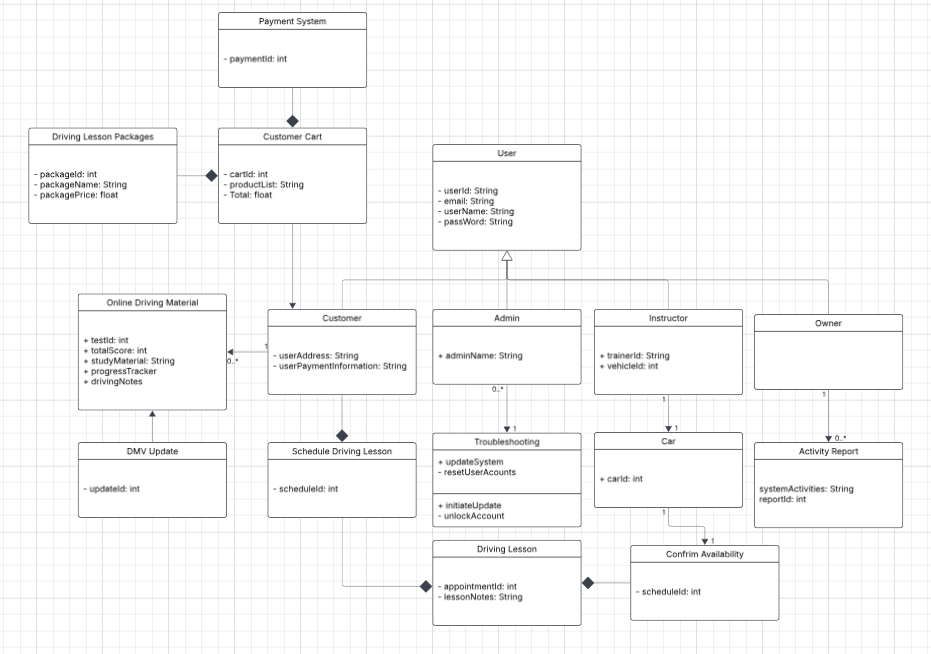 Payment System
- paymentId: int
Driving Lesson Packages
- packageId: int
- packageName: String
- packagePrice: float
Customer Cart
- cartId: int
- productList: String
- Total: float
User
- userId: String
- email: String
- userName: String
- passWord: String
Online Driving Material
+ testId: int
+ totalScore: int
+ studyMaterial: String
+ progressTracker
+ drivingNotes
1
0..*
Customer
- userAddress: String
- userPaymentInformation: String
Admin
+ adminName: String
0..*
1
Instructor
+ trainerId: String
+ vehicleId: int
1
1
Owner
1
0..*
DMV Update
- updateId: int
Schedule Driving Lesson
- scheduleId: int
Troubleshooting
+ updateSystem
- resetUserAcounts
+ initiateUpdate
- unlockAccount
Car
+ carId: int
1
1
Activity Report
systemActivities: String
reportId: int
Driving Lesson
- appointmentId: int
- lessonNotes: String
Confrim Availability
- scheduleId: int